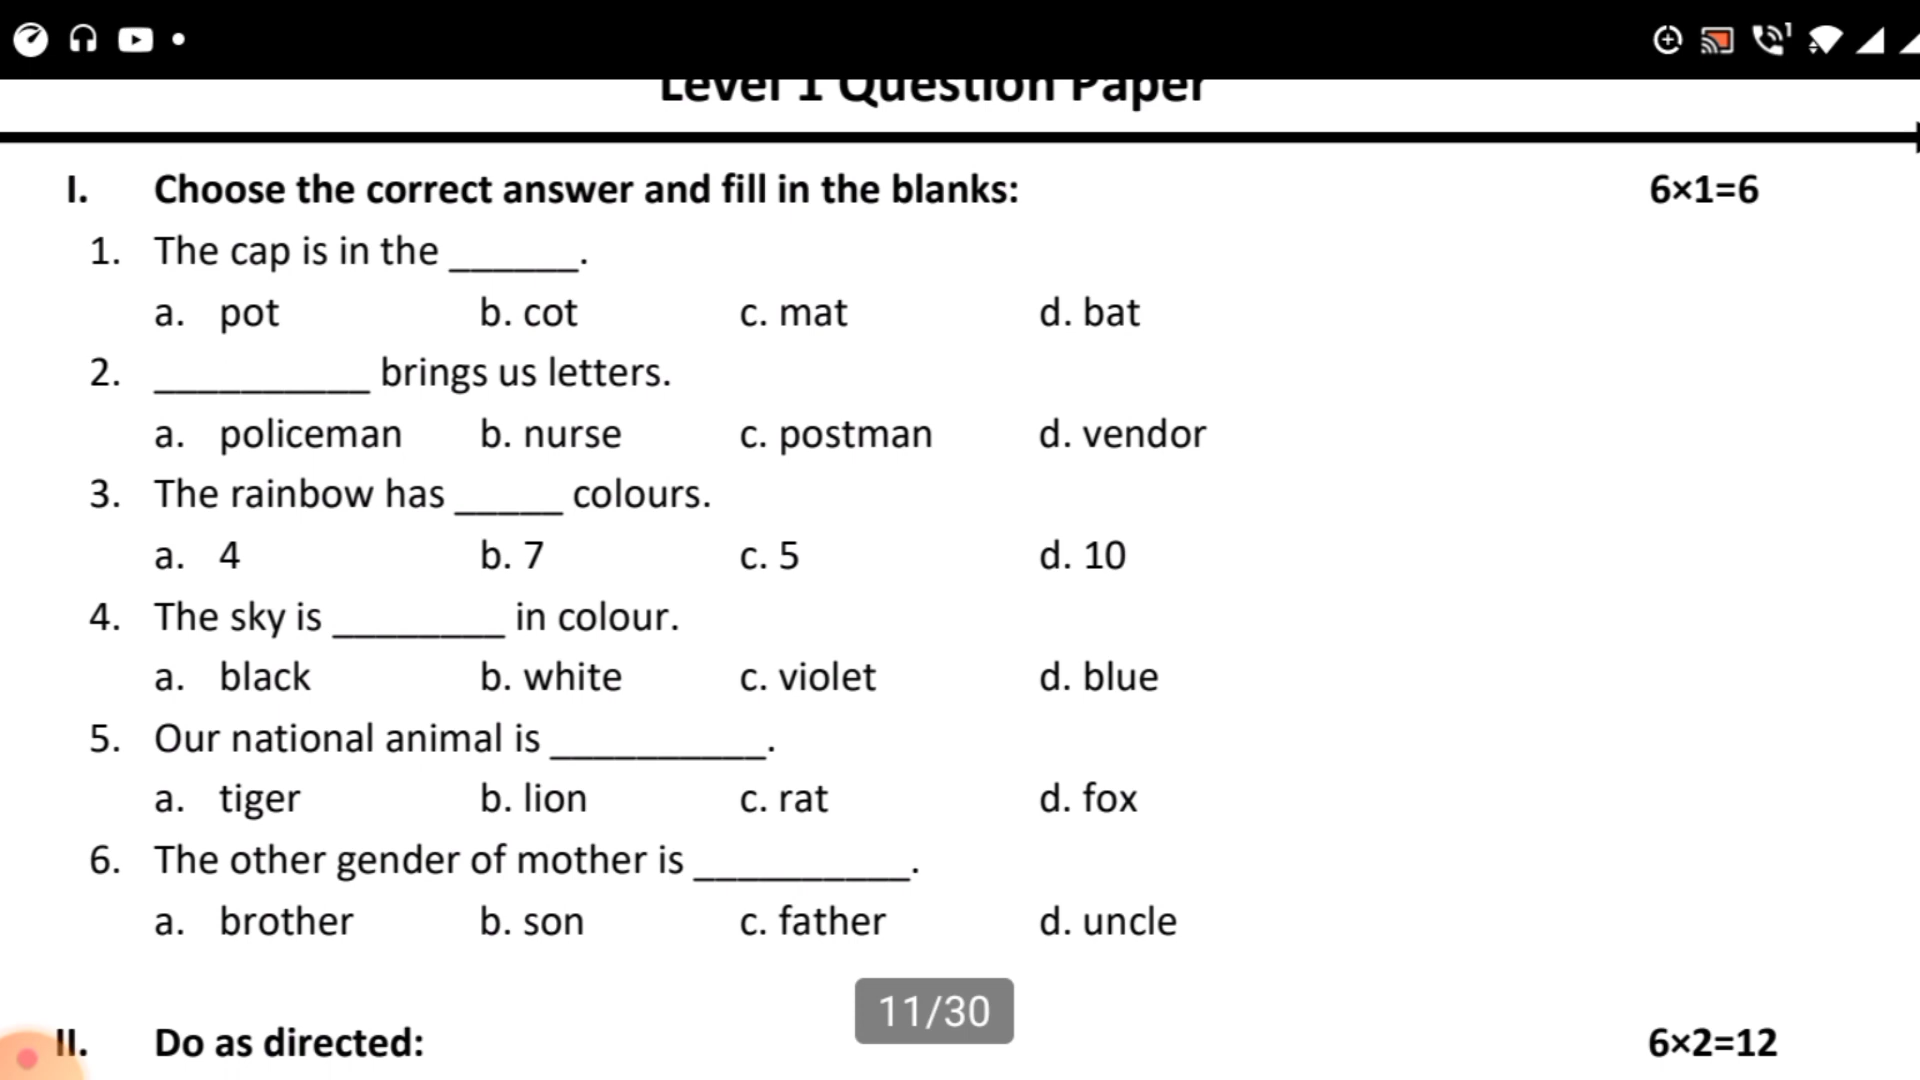 Level 1 Question Paper
I. Choose the correct answer and fill in the blanks: 6×1=6
1. The cap is in the ______.
a. pot b. cot c. mat d. bat
2. __________ brings us letters.
a. policeman b. nurse c. postman d. vendor
3. The rainbow has _____ colours.
a. 4 b. 7 c. 5 d. 10
4. The sky is ________ in colour.
a. black b. white c. violet d. blue
5. Our national animal is __________.
a. tiger b. lion c. rat d. fox
6. The other gender of mother is __________.
a. brother b. son c. father d. uncle
11/30
II. Do as directed: 6×2=12